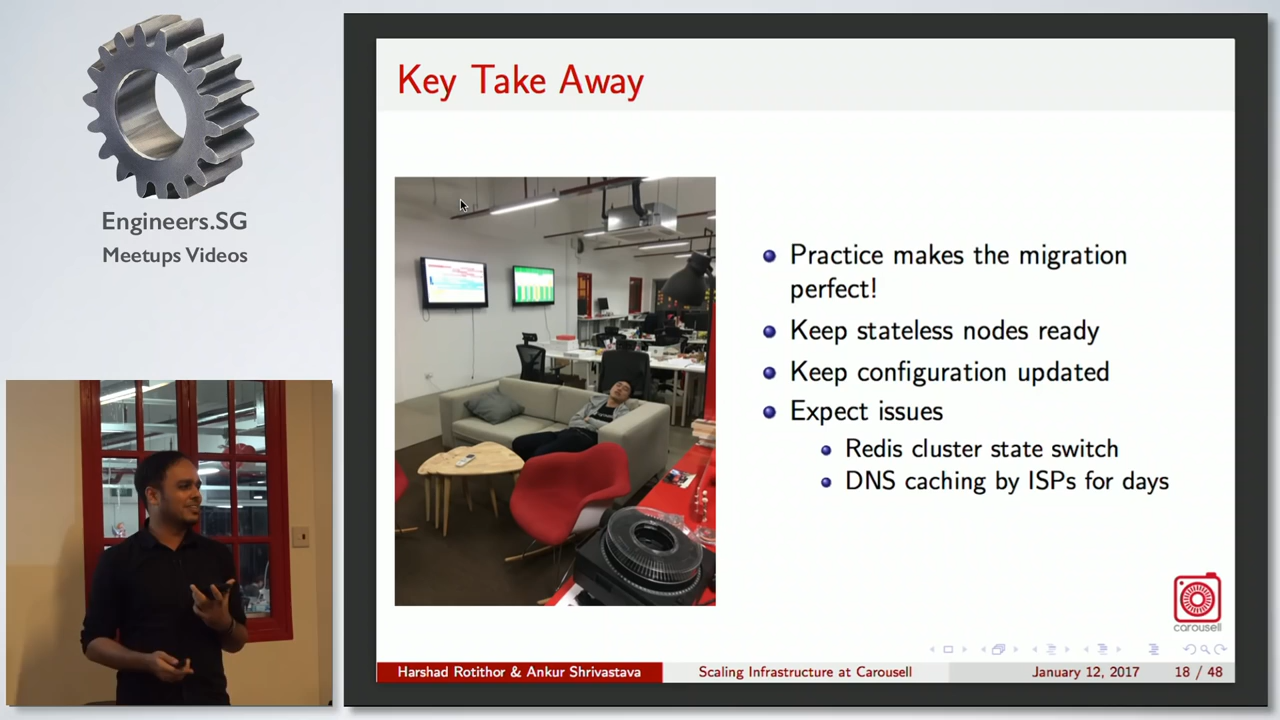 Engineers.SG
Meetups Videos
Key Take Away
Practice makes the migration
perfect!
Keep stateless nodes ready
Keep configuration updated
Expect issues
Redis cluster state switch
DNS caching by ISPs for days
carousell
Harshad Rotithor & Ankur Shrivastava
Scaling Infrastructure at Carousell
January 12, 2017
18 / 48